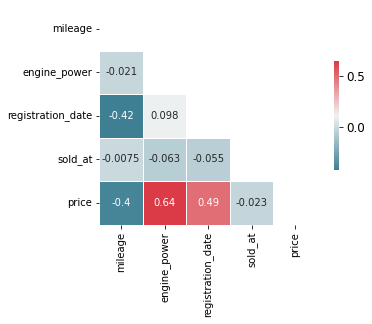 mileage
engine_power -0.021
registration_date -0.42 0.098
sold_at -0.0075 -0.063 -0.055
price -0.4 0.64 0.49 -0.023
mileage engine_power registration_date sold_at price
0.5
0.0